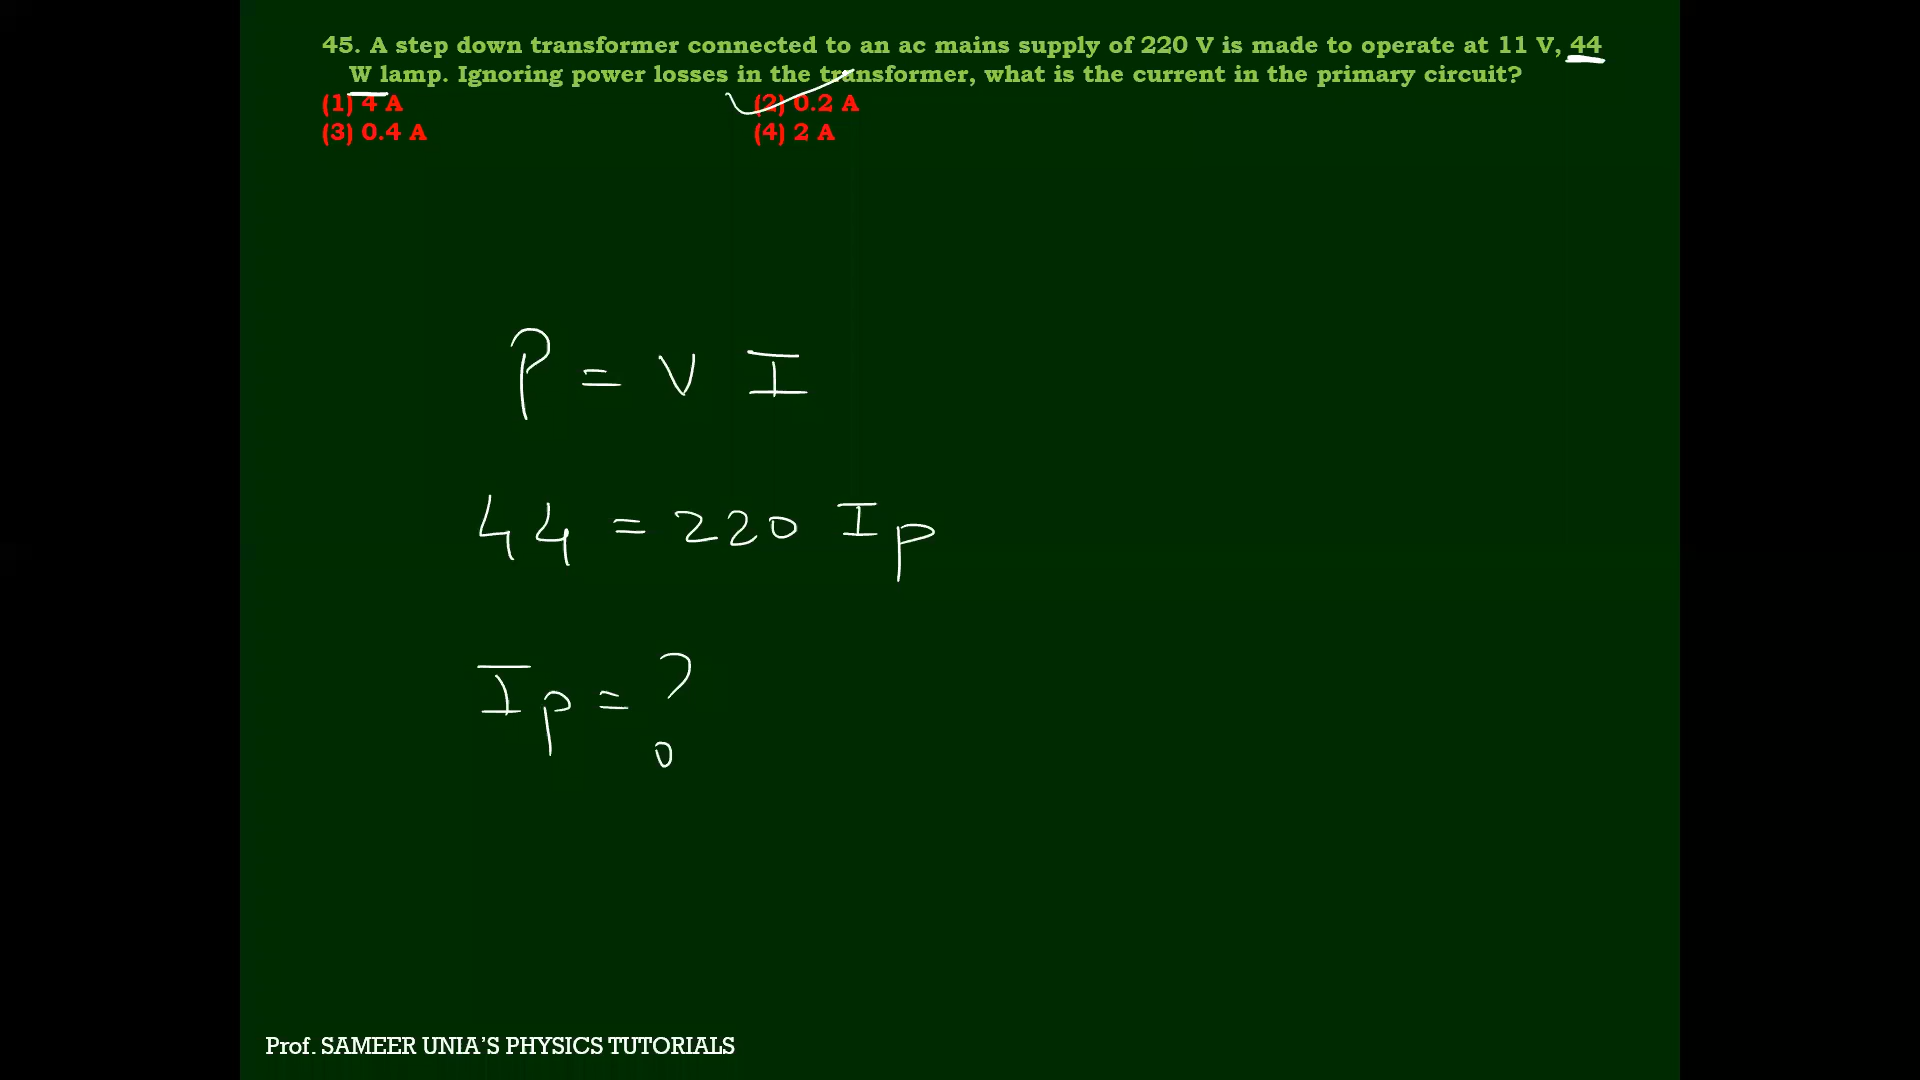 45. A step down transformer connected to an ac mains supply of 220 V is made to operate at 11 V, 44
W lamp. Ignoring power losses in the transformer, what is the current in the primary circuit?
(1) 4 A (2) 0.2 A
(3) 0.4 A (4) 2 A
P = V I
44 = 220 Ip
Ip = ?
Prof. SAMEER UNIA'S PHYSICS TUTORIALS